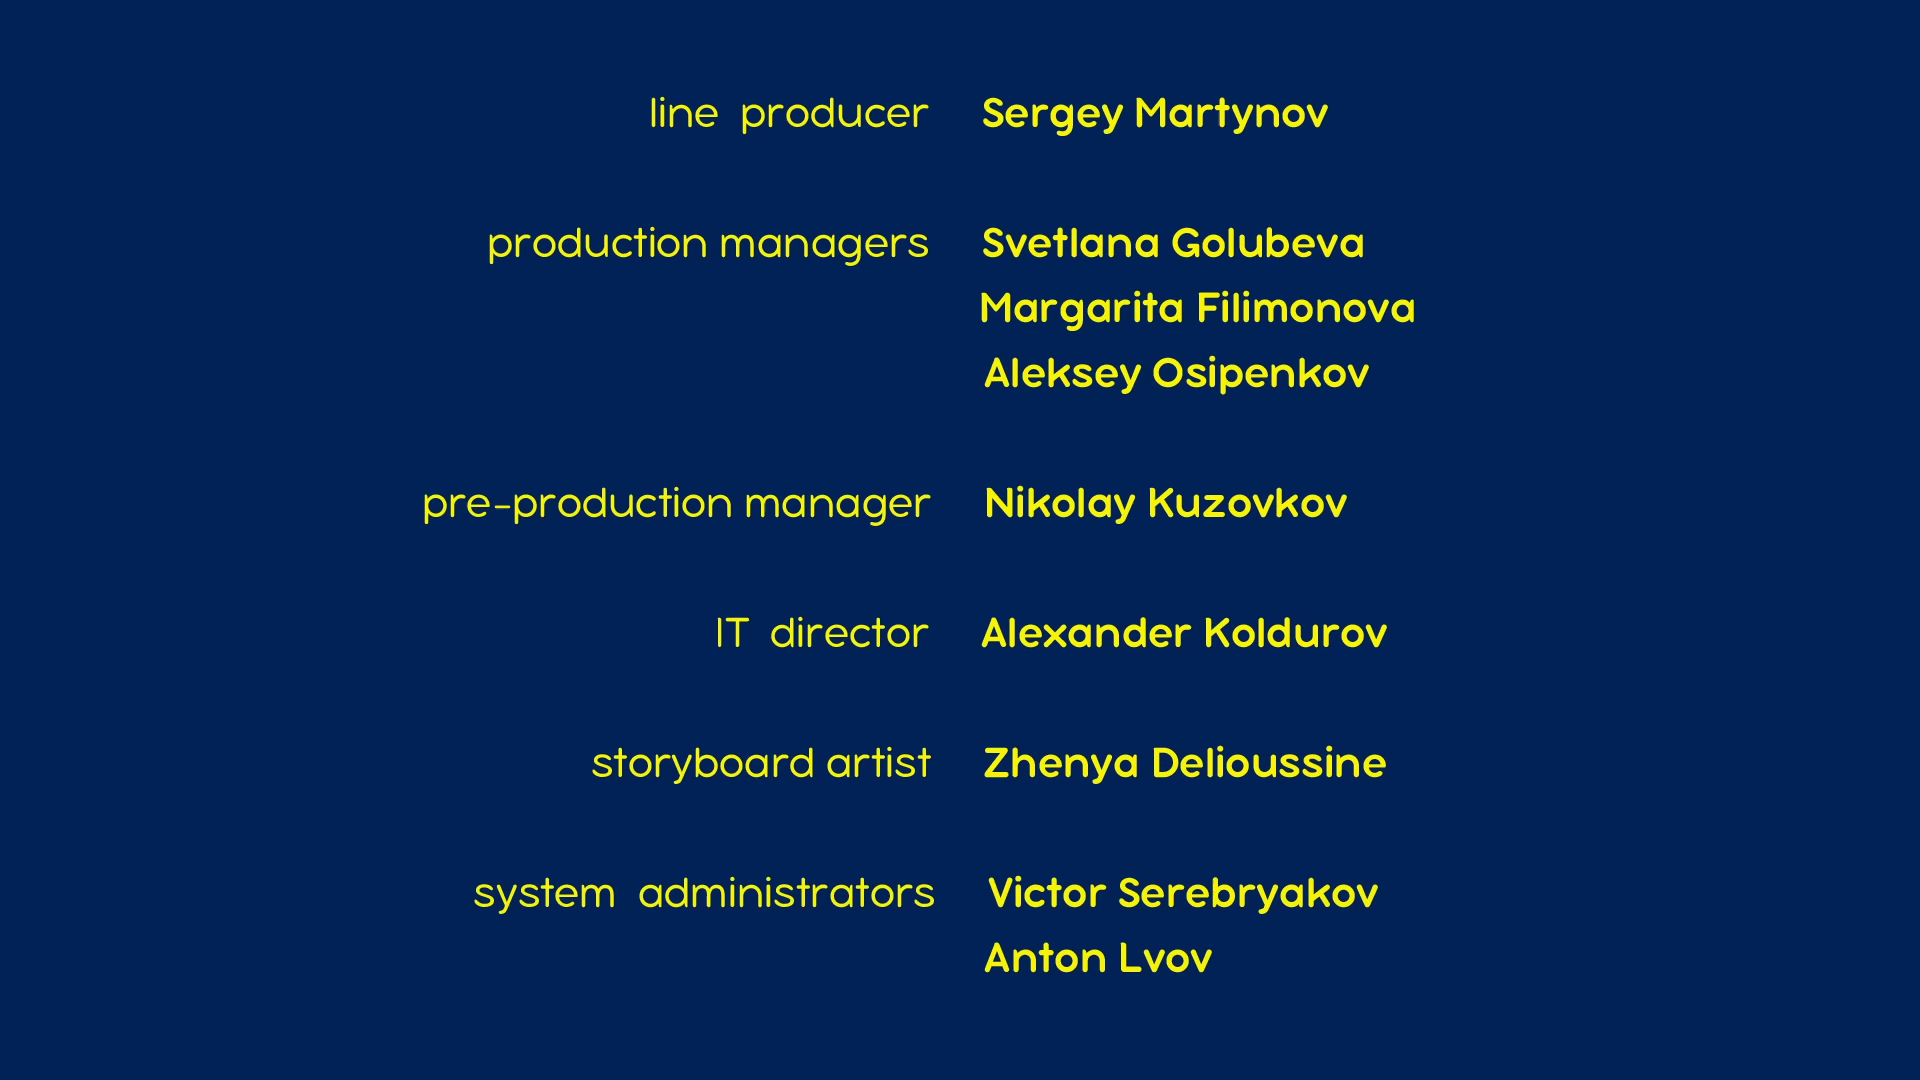 line producer Sergey Martynov
production managers Svetlana Golubeva
Margarita Filimonova
Aleksey Osipenkov
pre-production manager Nikolay Kuzovkov
IT director Alexander Koldurov
storyboard artist Zhenya Delioussine
system administrators Victor Serebryakov
Anton Lvov